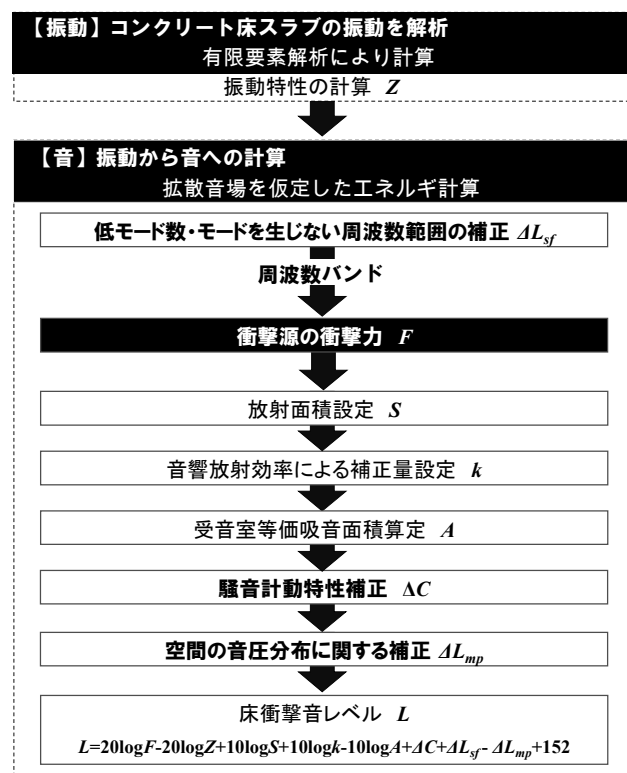 【振動】コンクリート床スラブの振動を解析
有限要素解析により計算
振動特性の計算 Z
【音】振動から音への計算
拡散音場を仮定したエネルギ計算
低モード数・モードを生じない周波数範囲の補正 ΔLsf
周波数バンド
衝撃源の衝撃力 F
放射面積設定 S
音響放射効率による補正量設定 k
受音室等価吸音面積算定 A
騒音計動特性補正 ΔC
空間の音圧分布に関する補正 ΔLmp
床衝撃音レベル L
L=20logF-20logZ+10logS+10logk-10logA+ΔC+ΔLsf- ΔLmp+152